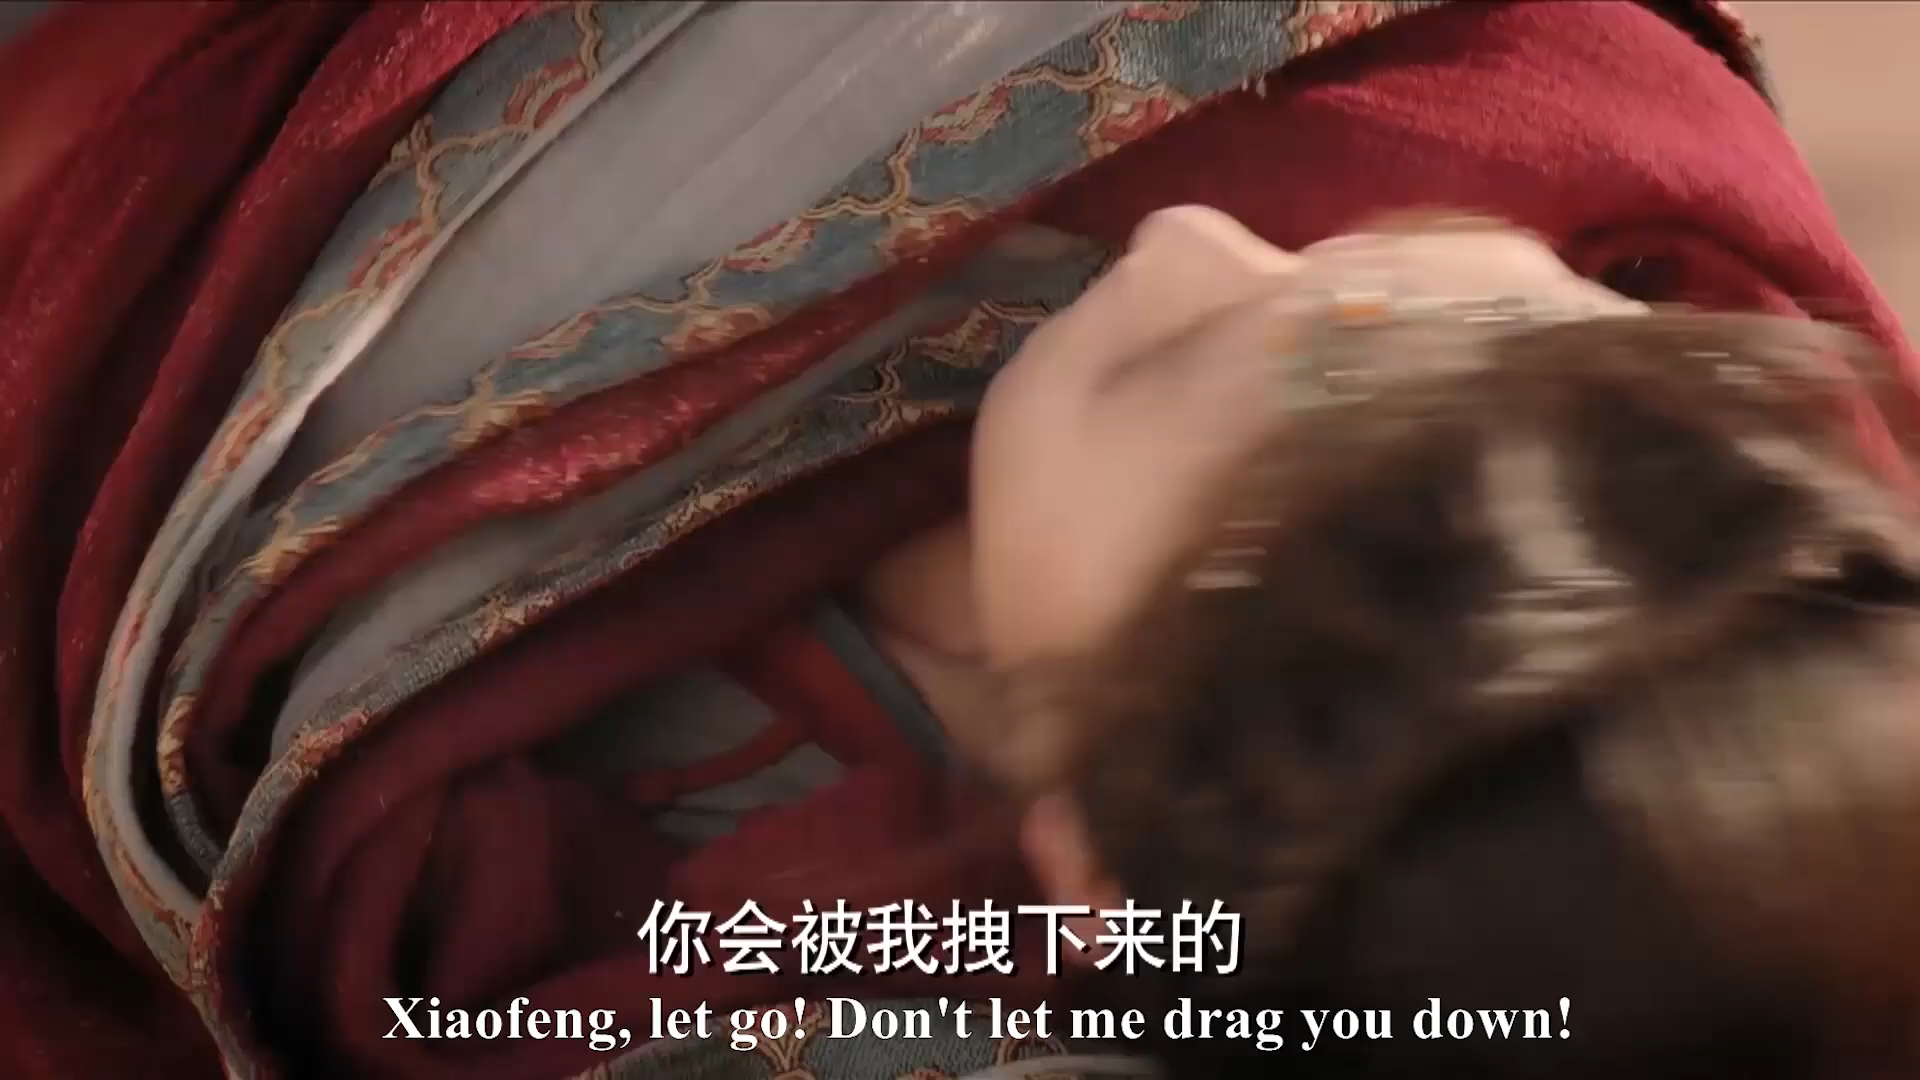 你会被我拽下来的
Xiaofeng, let go! Don't let me drag you down!